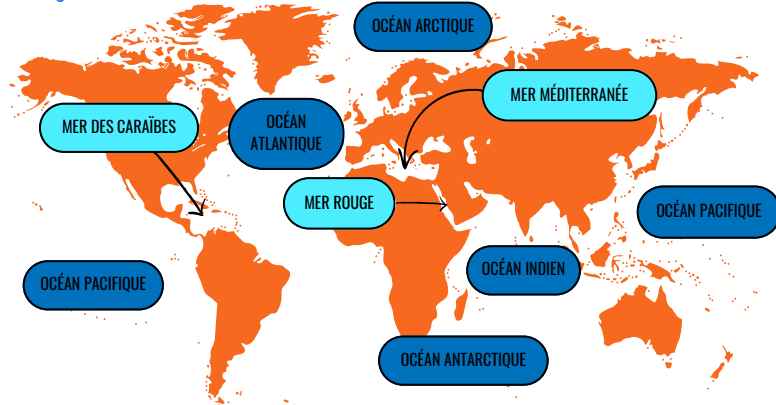 OCÉAN ARCTIQUE
MER MÉDITERRANÉE
MER DES CARAÏBES
OCÉAN
ATLANTIQUE
MER ROUGE
OCÉAN PACIFIQUE
OCÉAN INDIEN
OCÉAN PACIFIQUE
OCÉAN ANTARCTIQUE